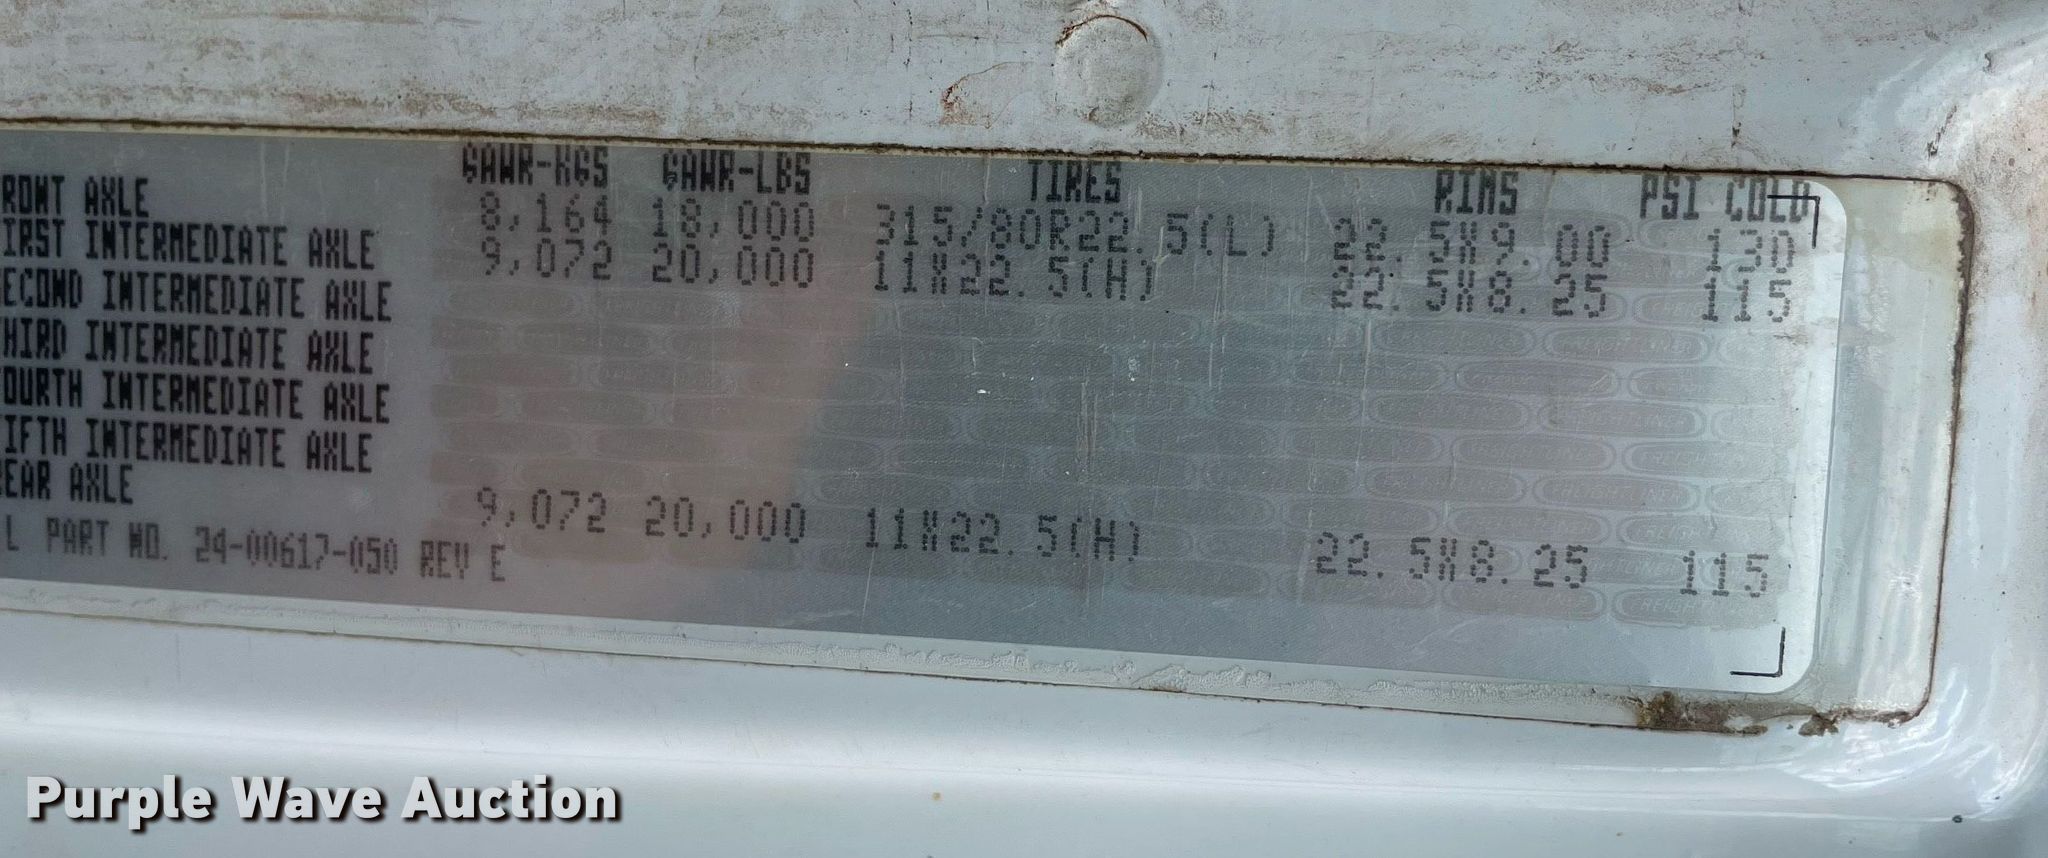 GAWR-KGS GAWR-LBS TIRES RIMS PSI COLD
RONT AXLE 8,164 18,000 315/80R22.5(L) 22.5X9.00 130
IRST INTERMEDIATE AXLE 9,072 20,000 11X22.5(H) 22.5X8.25 115
ECOND INTERMEDIATE AXLE
HIRD INTERMEDIATE AXLE
OURTH INTERMEDIATE AXLE
IFTH INTERMEDIATE AXLE
EAR AXLE 9,072 20,000 11X22.5(H) 22.5X8.25 115
L PART NO. 24-00617-050 REV E
Purple Wave Auction